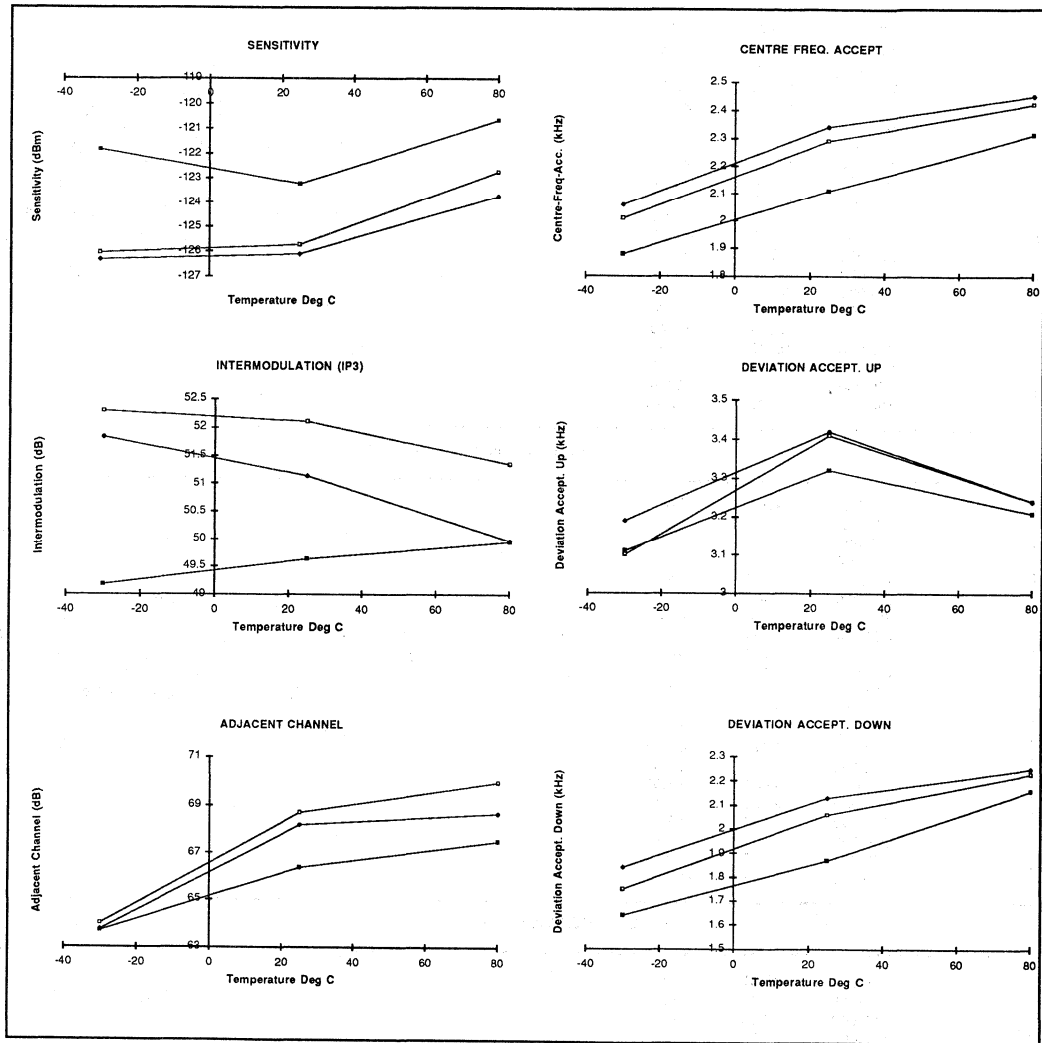 SENSITIVITY
-119
-40 -20 0 20 40 60 80
-120
-121
-122
-123
-124
-125
-126
-127
Sensitivity (dBm)
Temperature Deg C
CENTRE FREQ. ACCEPT
2.5
2.4
2.3
2.2
2.1
2
1.9
1.8
-40 -20 0 20 40 60 80
Centre-Freq-Acc. (kHz)
Temperature Deg C
INTERMODULATION (IP3)
52.5
52
51.5
51
50.5
50
49.5
49
-40 -20 0 20 40 60 80
Intermodulation (dB)
Temperature Deg C
DEVIATION ACCEPT. UP
3.5
3.4
3.3
3.2
3.1
3
-40 -20 0 20 40 60 80
Deviation Accept. Up (kHz)
Temperature Deg C
ADJACENT CHANNEL
71
69
67
65
63
-40 -20 0 20 40 60 80
Adjacent Channel (dB)
Temperature Deg C
DEVIATION ACCEPT. DOWN
2.3
2.2
2.1
2
1.9
1.8
1.7
1.6
1.5
-40 -20 0 20 40 60 80
Deviation Accept. Down (kHz)
Temperature Deg C